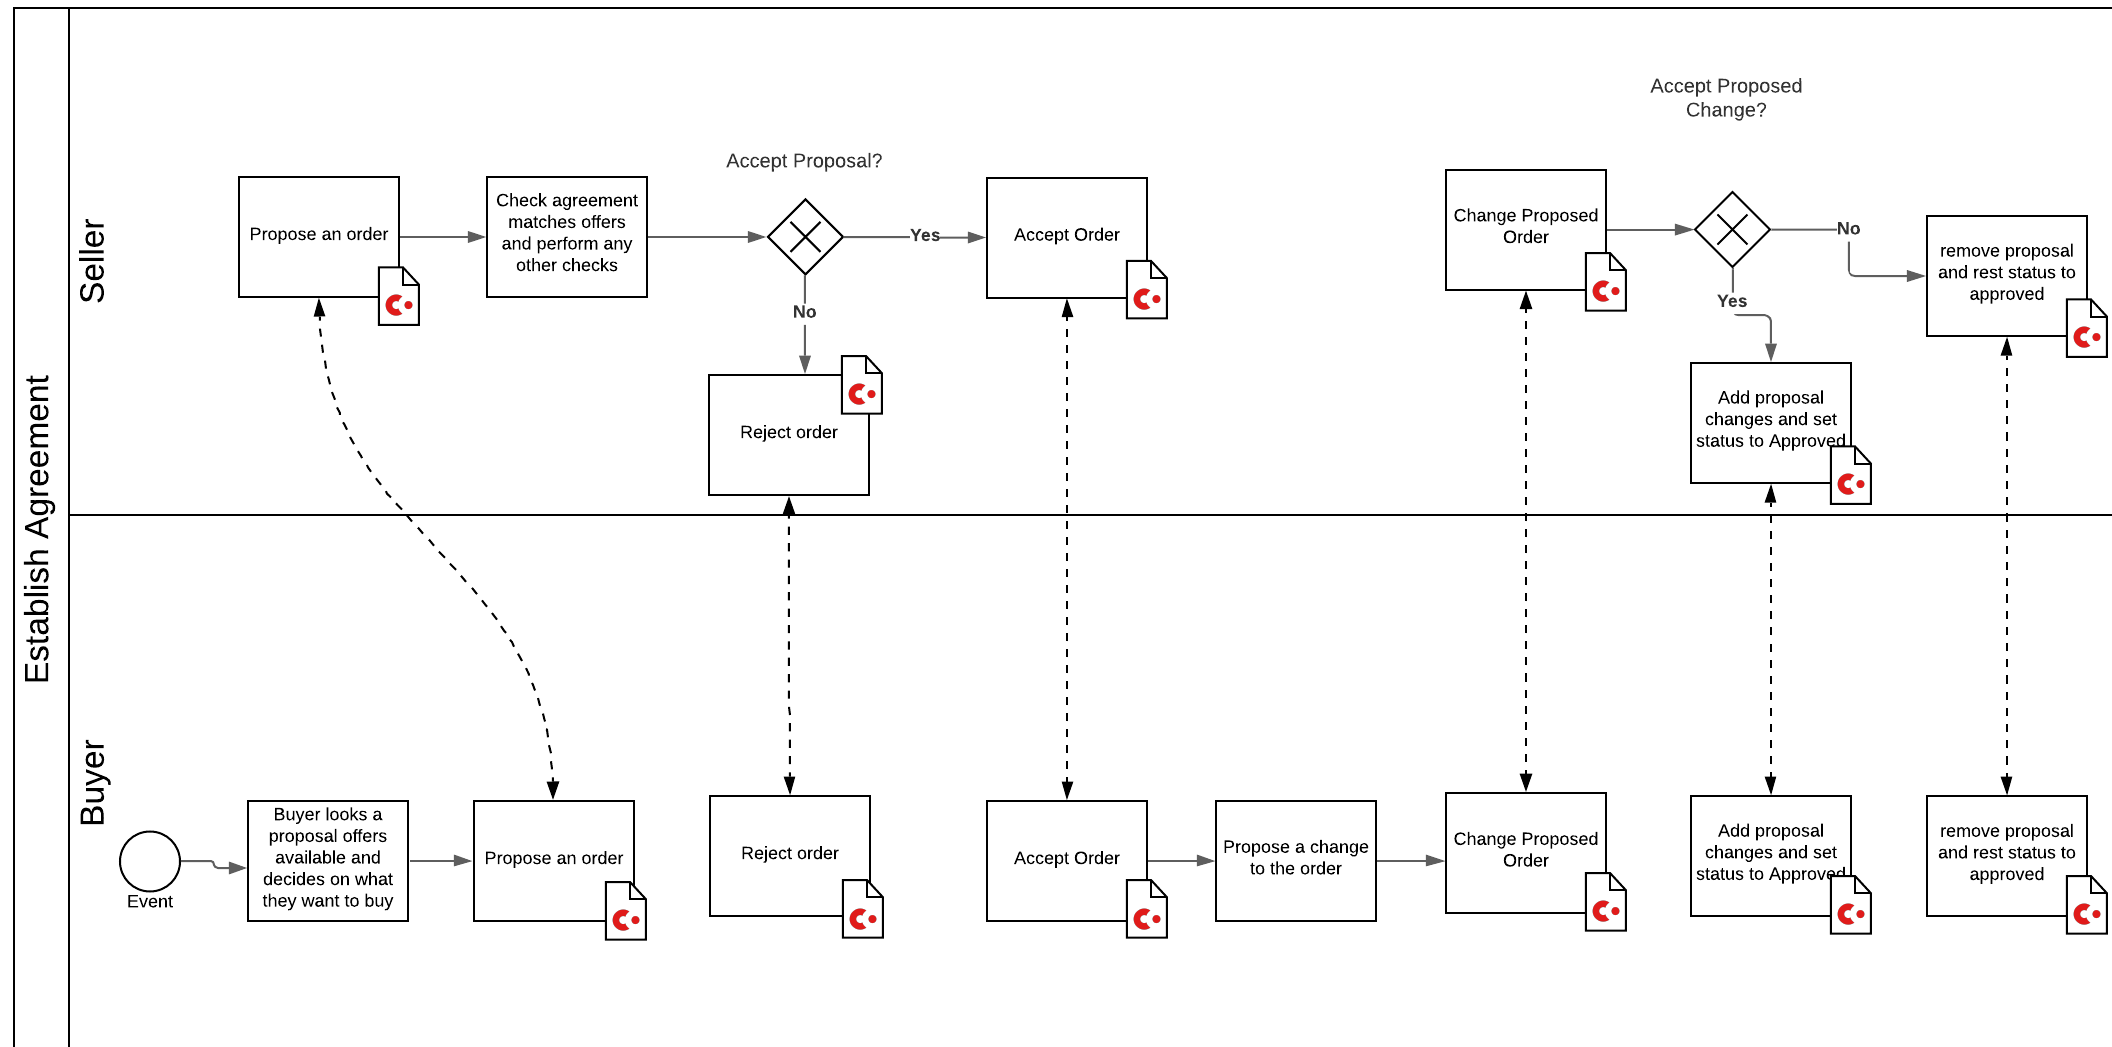 Establish Agreement
Seller
Accept Proposed
Change?
Accept Proposal?
Propose an order
Check agreement
matches offers
and perform any
other checks
Yes
No
Accept Order
Reject order
Change Proposed
Order
No
Yes
remove proposal
and rest status to
approved
Add proposal
changes and set
status to Approved
Buyer
Event
Buyer looks a
proposal offers
available and
decides on what
they want to buy
Propose an order
Reject order
Accept Order
Propose a change
to the order
Change Proposed
Order
Add proposal
changes and set
status to Approved
remove proposal
and rest status to
approved